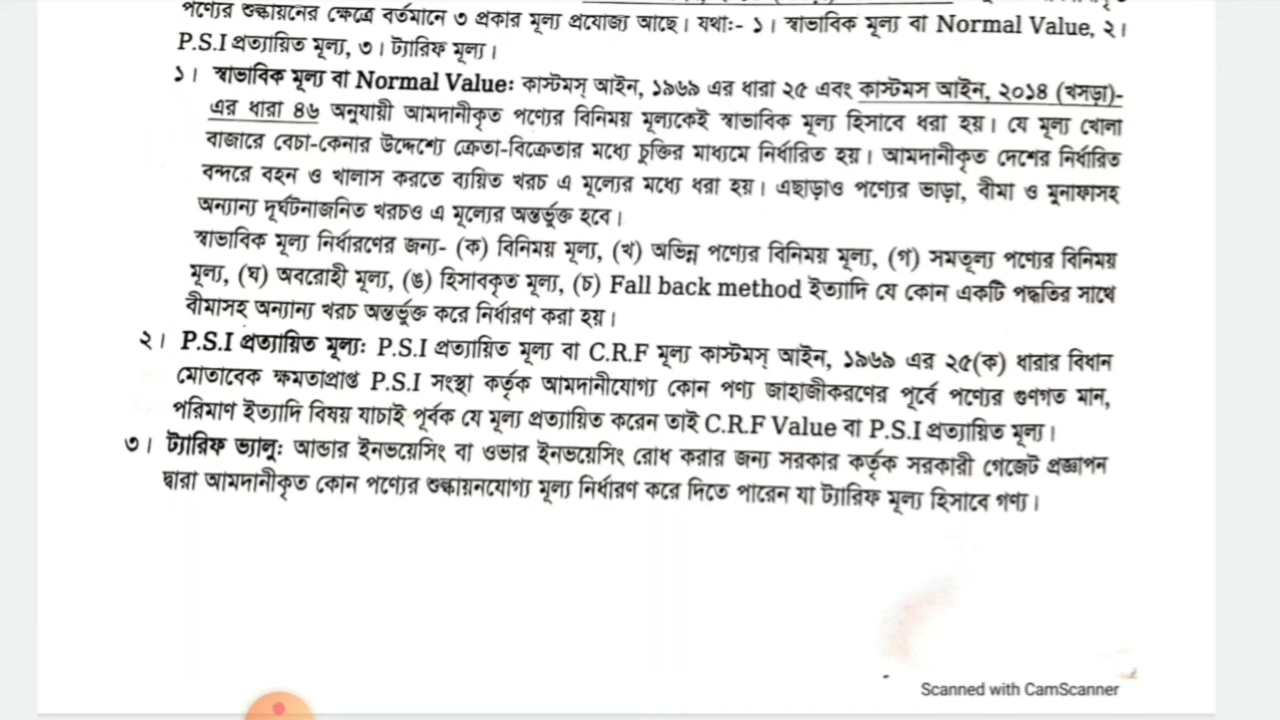 পণ্যের শুল্কায়নের ক্ষেত্রে বর্তমানে ৩ প্রকার মূল্য প্রযোজ্য আছে। যথাঃ- ১। স্বাভাবিক মূল্য বা Normal Value, ২।
P.S.I প্রত্যায়িত মূল্য, ৩। ট্যারিফ মূল্য।
১। স্বাভাবিক মূল্য বা Normal Value: কাস্টমস্ আইন, ১৯৬৯ এর ধারা ২৫ এবং কাস্টমস আইন, ২০১৪ (খসড়া)-
এর ধারা ৪৬ অনুযায়ী আমদানীকৃত পণ্যের বিনিময় মূল্যকেই স্বাভাবিক মূল্য হিসাবে ধরা হয়। যে মূল্য খোলা
বাজারে বেচা-কেনার উদ্দেশ্যে ক্রেতা-বিক্রেতার মধ্যে চুক্তির মাধ্যমে নির্ধারিত হয়। আমদানীকৃত দেশের নির্ধারিত
বন্দরে বহন ও খালাস করতে ব্যয়িত খরচ এ মূল্যের মধ্যে ধরা হয়। এছাড়াও পণ্যের ভাড়া, বীমা ও মুনাফাসহ
অন্যান্য দূর্ঘটনাজনিত খরচও এ মূল্যের অন্তর্ভুক্ত হবে।
স্বাভাবিক মূল্য নির্ধারণের জন্য- (ক) বিনিময় মূল্য, (খ) অভিন্ন পণ্যের বিনিময় মূল্য, (গ) সমতূল্য পণ্যের বিনিময়
মূল্য, (ঘ) অবরোহী মূল্য, (ঙ) হিসাবকৃত মূল্য, (চ) Fall back method ইত্যাদি যে কোন একটি পদ্ধতির সাথে
বীমাসহ অন্যান্য খরচ অন্তর্ভুক্ত করে নির্ধারণ করা হয়।
২। P.S.I প্রত্যায়িত মূল্য: P.S.I প্রত্যায়িত মূল্য বা C.R.F মূল্য কাস্টমস্ আইন, ১৯৬৯ এর ২৫(ক) ধারার বিধান
মোতাবেক ক্ষমতাপ্রাপ্ত P.S.I সংস্থা কর্তৃক আমদানীযোগ্য কোন পণ্য জাহাজীকরণের পূর্বে পণ্যের গুণগত মান,
পরিমাণ ইত্যাদি বিষয় যাচাই পূর্বক যে মূল্য প্রত্যায়িত করেন তাই C.R.F Value বা P.S.I প্রত্যায়িত মূল্য।
৩। ট্যারিফ ভ্যালু: আন্ডার ইনভয়েসিং বা ওভার ইনভয়েসিং রোধ করার জন্য সরকার কর্তৃক সরকারী গেজেট প্রজ্ঞাপন
দ্বারা আমদানীকৃত কোন পণ্যের শুল্কায়নযোগ্য মূল্য নির্ধারণ করে দিতে পারেন যা ট্যারিফ মূল্য হিসাবে গণ্য।
Scanned with CamScanner